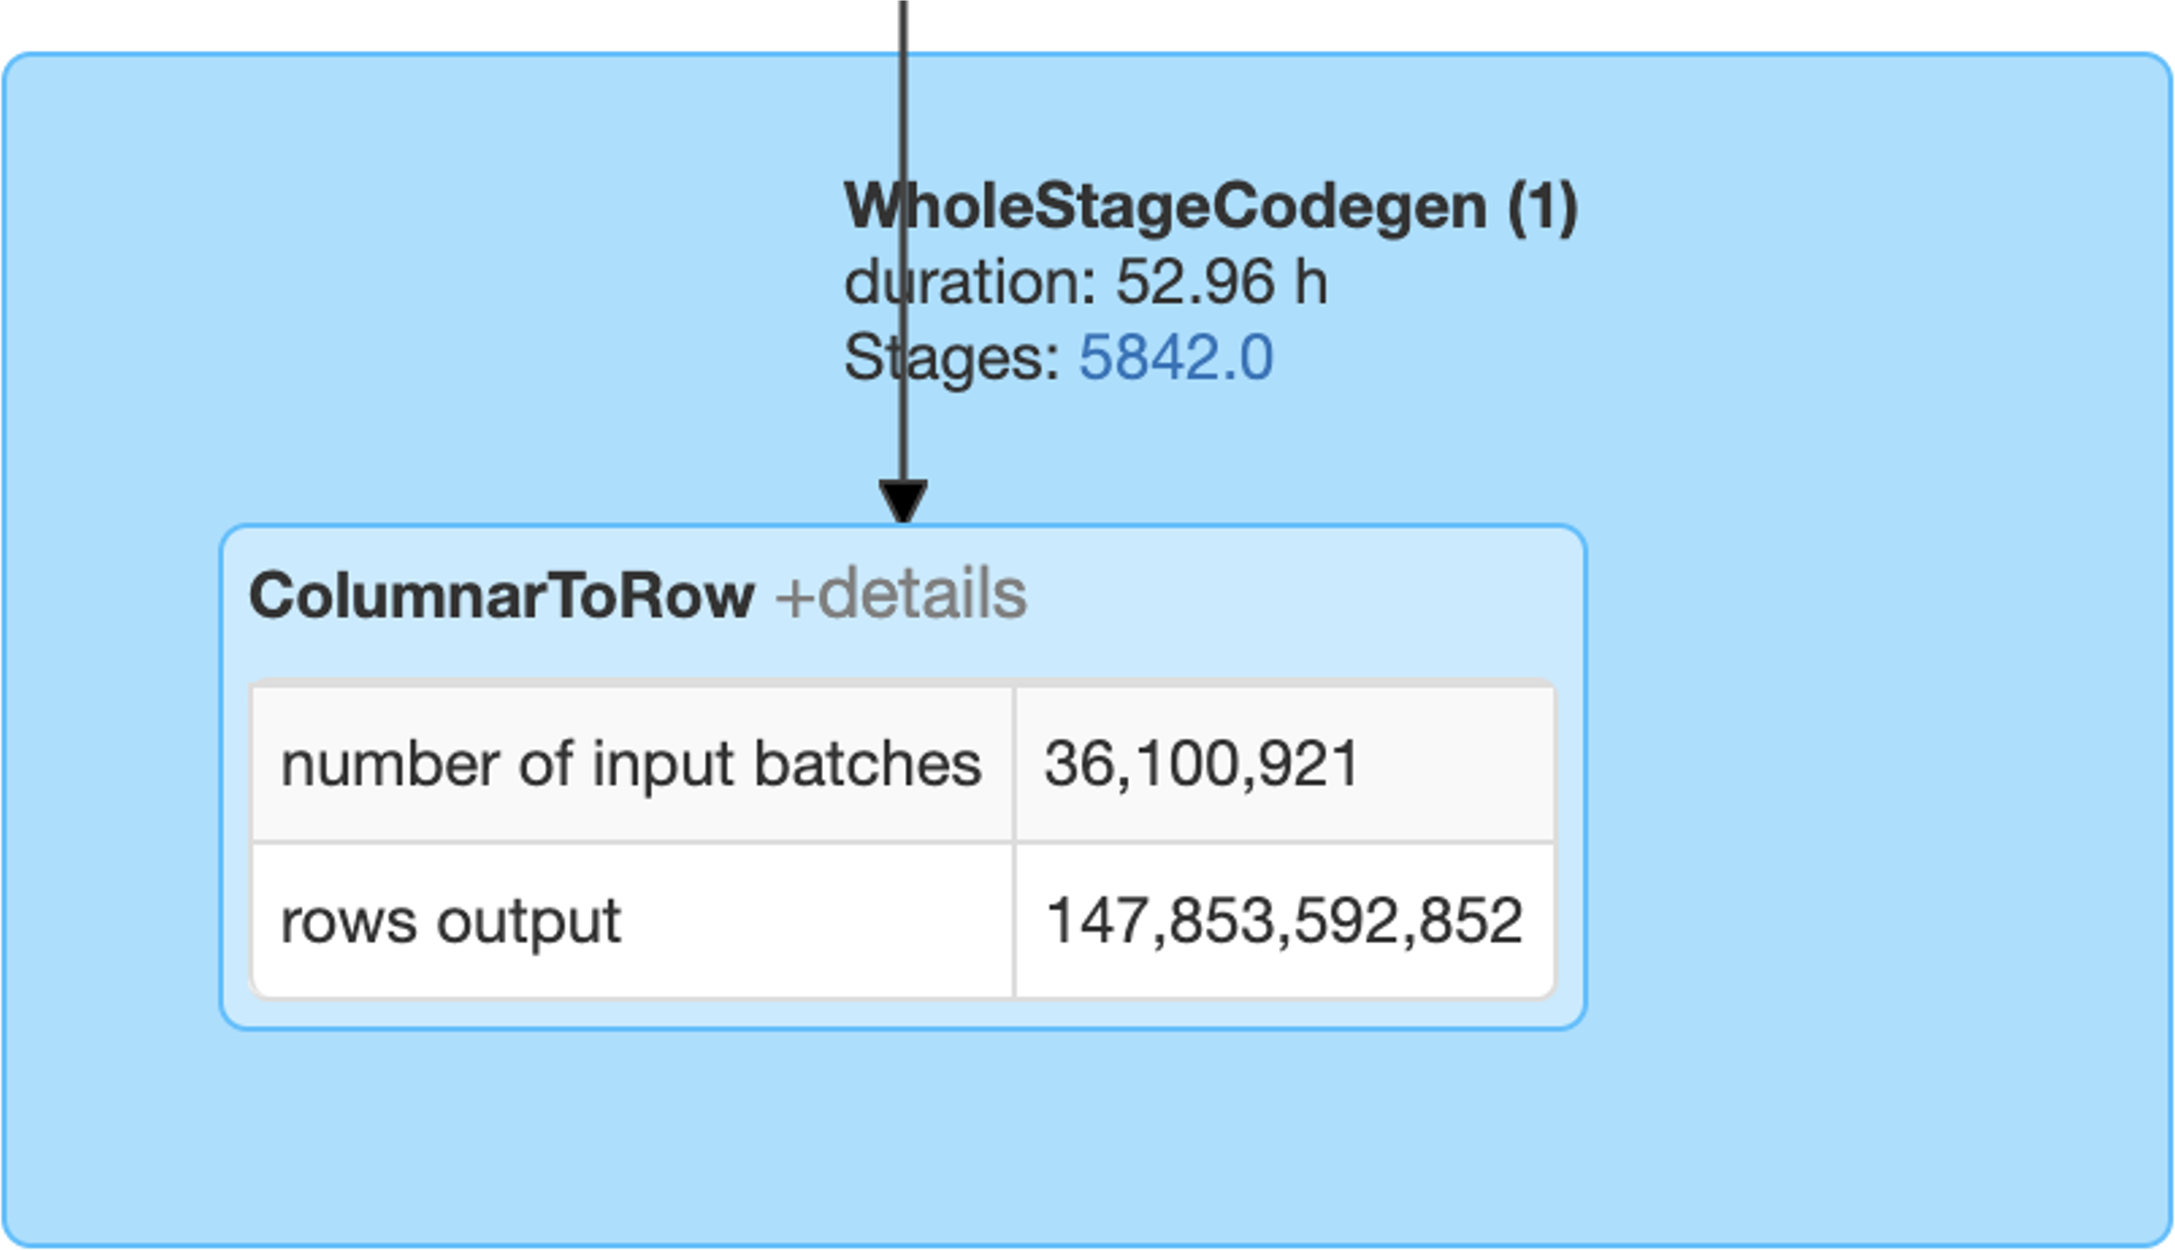 WholeStageCodegen (1)
duration: 52.96 h
Stages: 5842.0
ColumnarToRow +details
number of input batches 36,100,921
rows output 147,853,592,852